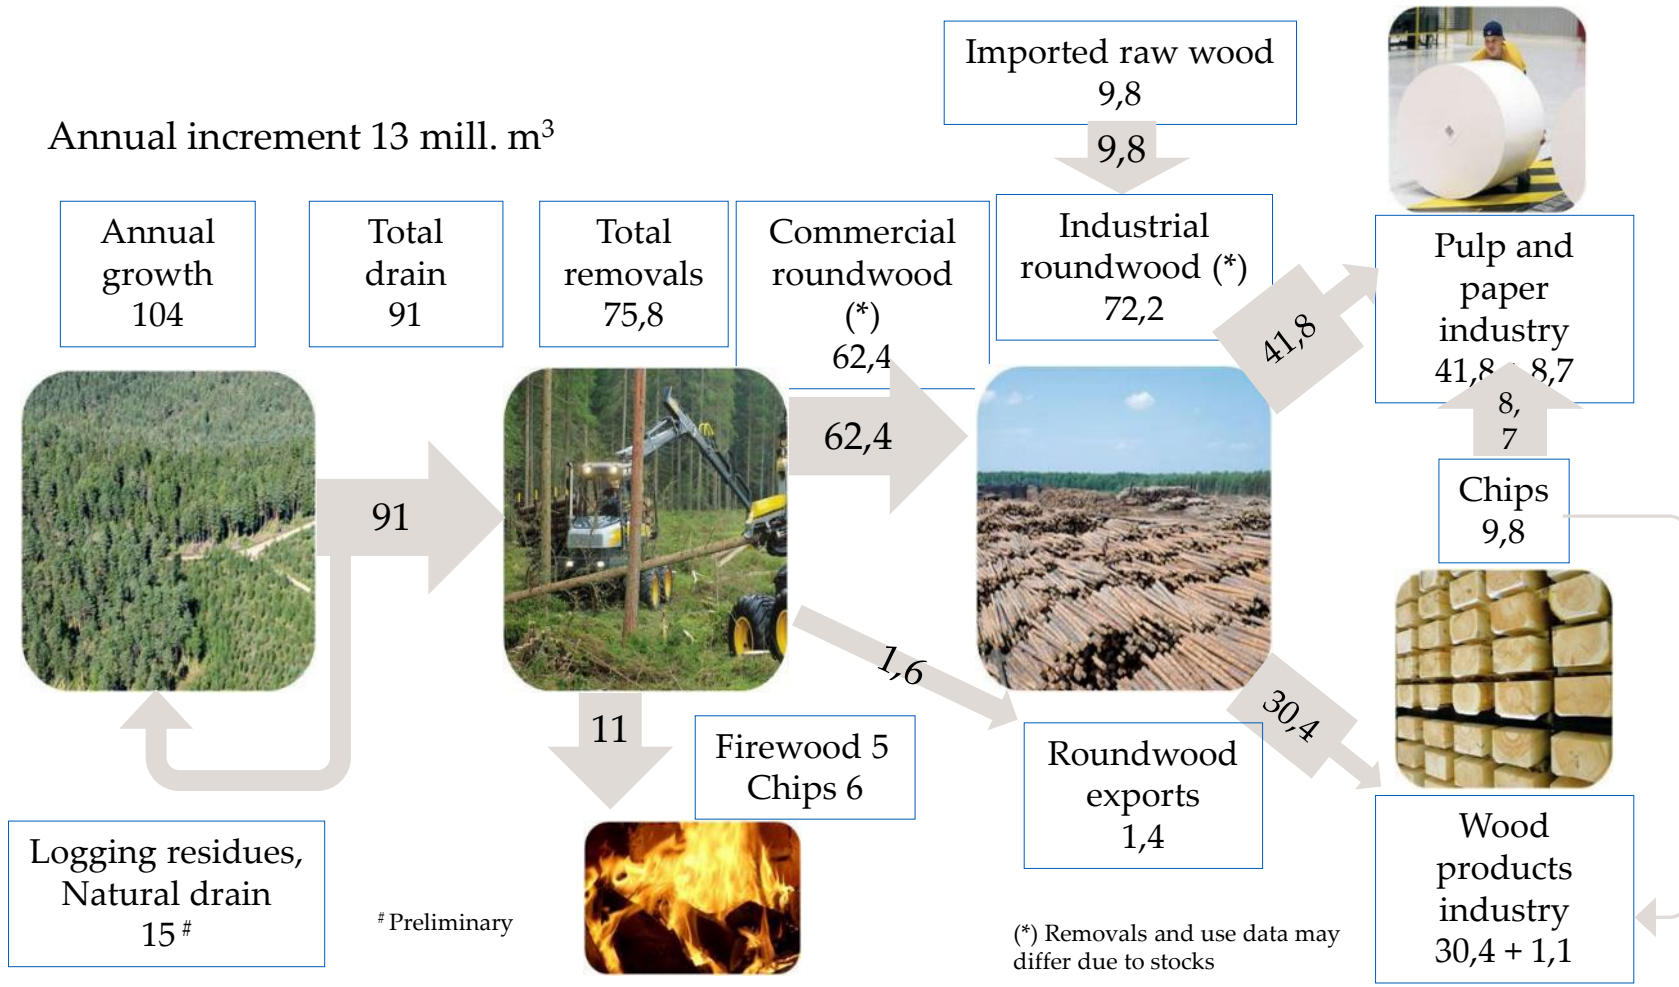 Imported raw wood
9,8
9,8
Annual increment 13 mill. m³
Annual
growth
104
Total
drain
91
Total
removals
75,8
Commercial
roundwood
(*)
62,4
Industrial
roundwood (*)
72,2
Pulp and
paper
industry
41,8 + 8,7
41,8
8,
7
62,4
91
Chips
9,8
1,6
30,4
11
Firewood 5
Chips 6
Roundwood
exports
1,4
Wood
products
industry
30,4 + 1,1
Logging residues,
Natural drain
15 #
# Preliminary
(*) Removals and use data may
differ due to stocks